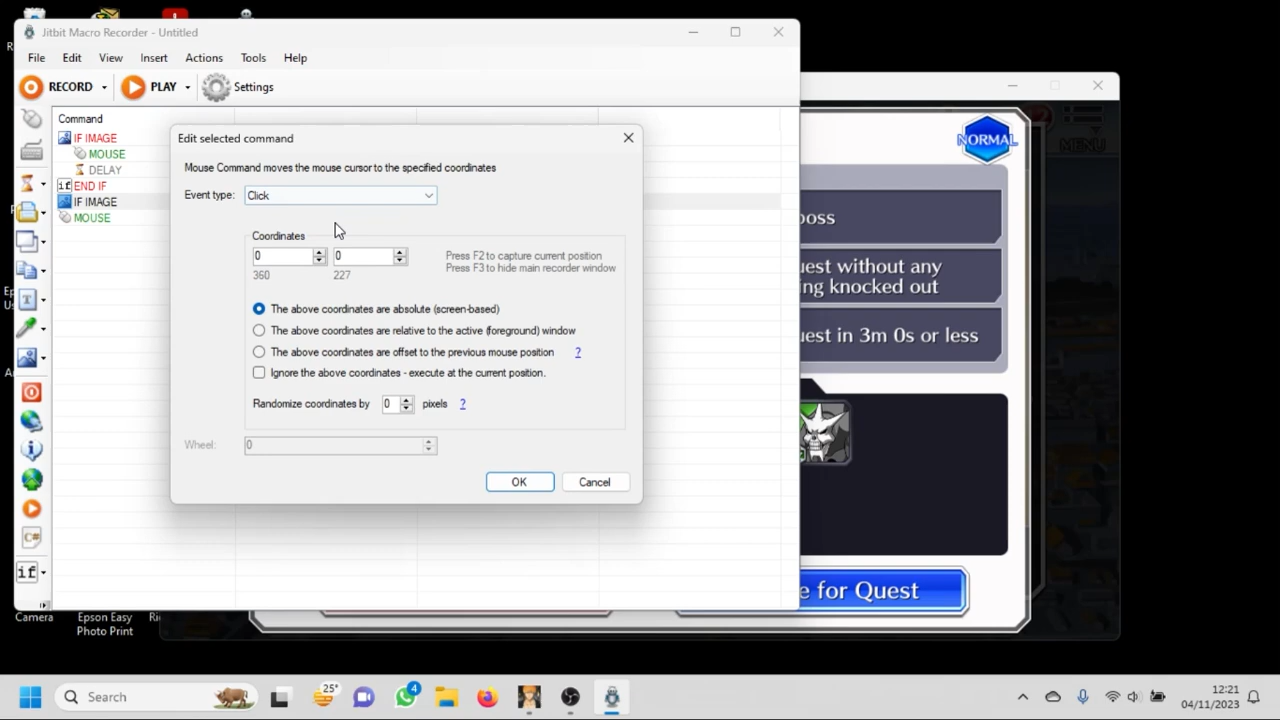 Jitbit Macro Recorder - Untitled
File Edit View Insert Actions Tools Help
RECORD PLAY Settings
Command
IF IMAGE
MOUSE
DELAY
if END IF
IF IMAGE
MOUSE
Edit selected command
Mouse Command moves the mouse cursor to the specified coordinates
Event type: Click
Coordinates
0 0
360 227
Press F2 to capture current position
Press F3 to hide main recorder window
The above coordinates are absolute (screen-based)
The above coordinates are relative to the active (foreground) window
The above coordinates are offset to the previous mouse position ?
Ignore the above coordinates - execute at the current position.
Randomize coordinates by 0 pixels ?
Wheel: 0
OK Cancel
C#
if
NORMAL
MENU
boss
uest without any
ing knocked out
uest in 3m 0s or less
e for Quest
Camera
Epson Easy
Photo Print
Ri
Search
25°
4
12:21
04/11/2023